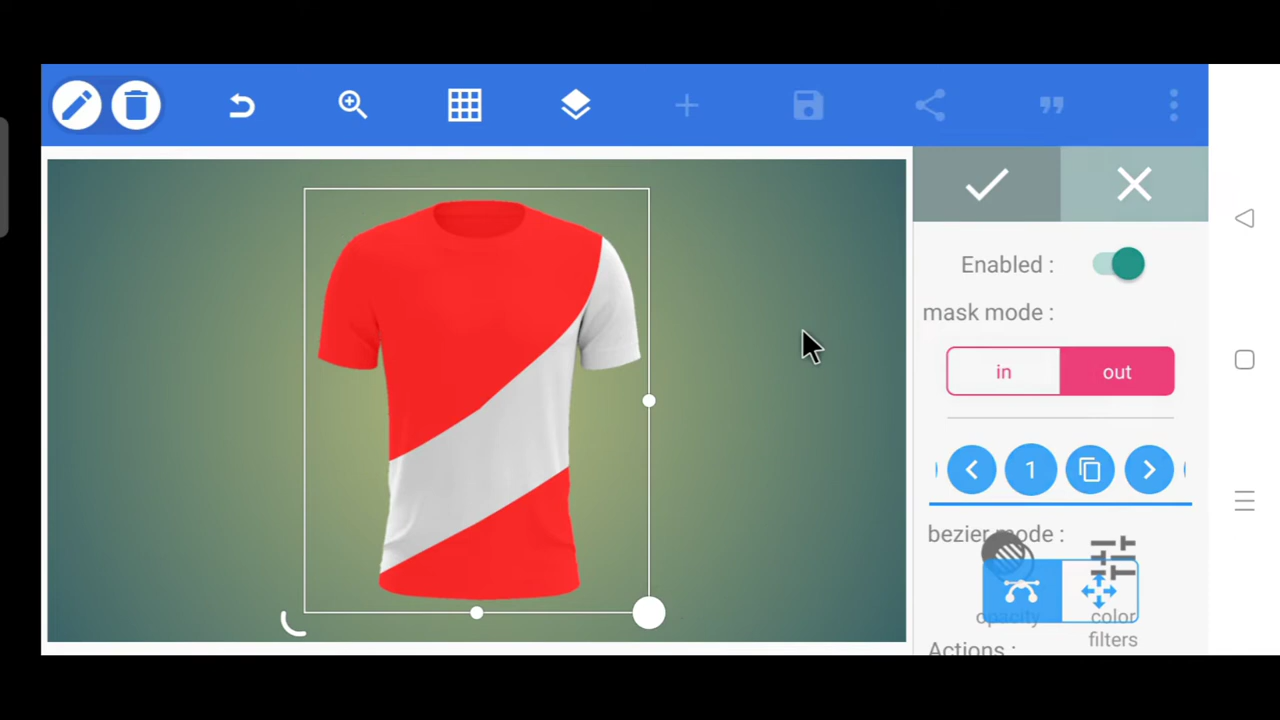 Enabled :
mask mode :
in out
1
bezier mode :
opacity color
filters
Actions :